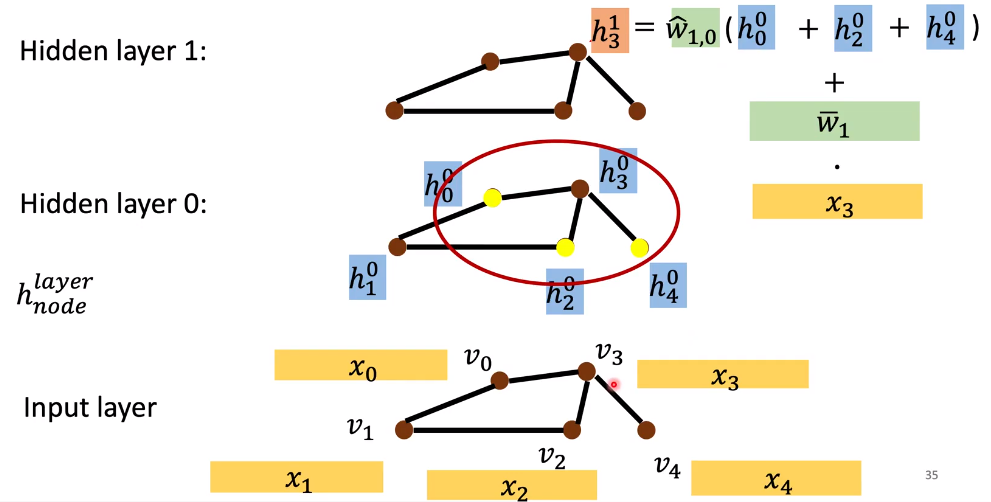 Hidden layer 1:
$h_3^1 = \widehat{w}_{1,0} (h_0^0 + h_2^0 + h_4^0)$
$+$
$\overline{w}_1$
$\cdot$
$x_3$
Hidden layer 0:
$h_0^0$
$h_3^0$
$h_1^0$
$h_2^0$
$h_4^0$
$h_{node}^{layer}$
Input layer
$x_0$
$v_0$
$v_3$
$x_3$
$v_1$
$v_2$
$v_4$
$x_1$
$x_2$
$x_4$
35